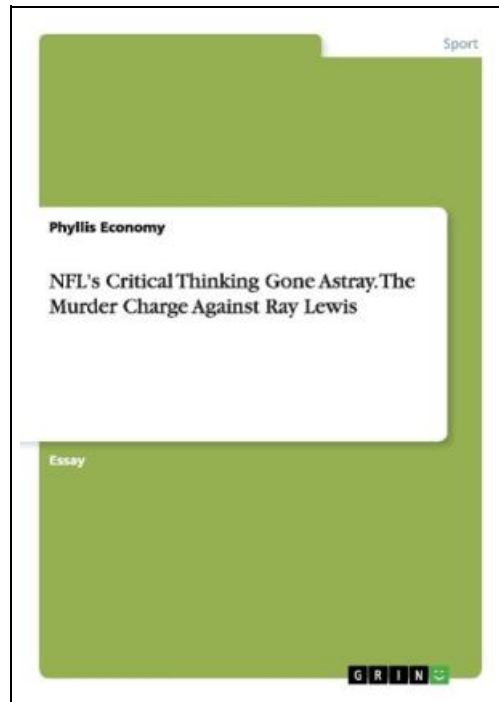 Sport
Phyllis Economy
NFL's Critical Thinking Gone Astray. The
Murder Charge Against Ray Lewis
Essay
GRIN